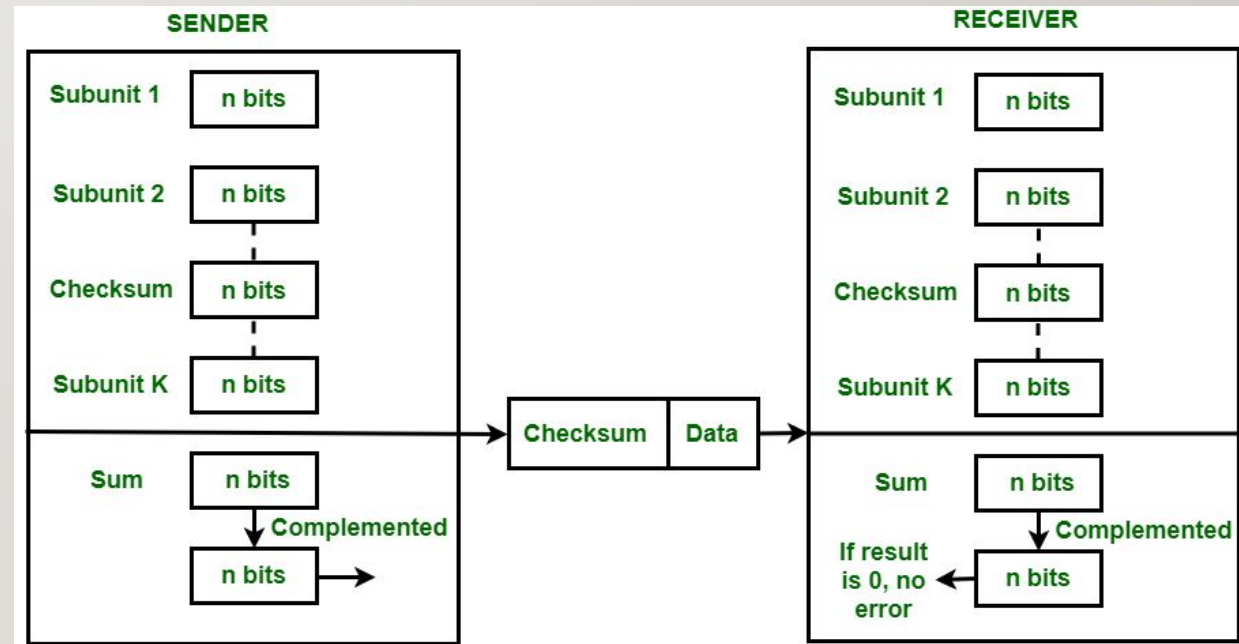 SENDER
Subunit 1
n bits
Subunit 2
n bits
Checksum
n bits
Subunit K
n bits
Sum
n bits
Complemented
n bits
Checksum
Data
RECEIVER
Subunit 1
n bits
Subunit 2
n bits
Checksum
n bits
Subunit K
n bits
Sum
n bits
Complemented
n bits
If result
is 0, no
error